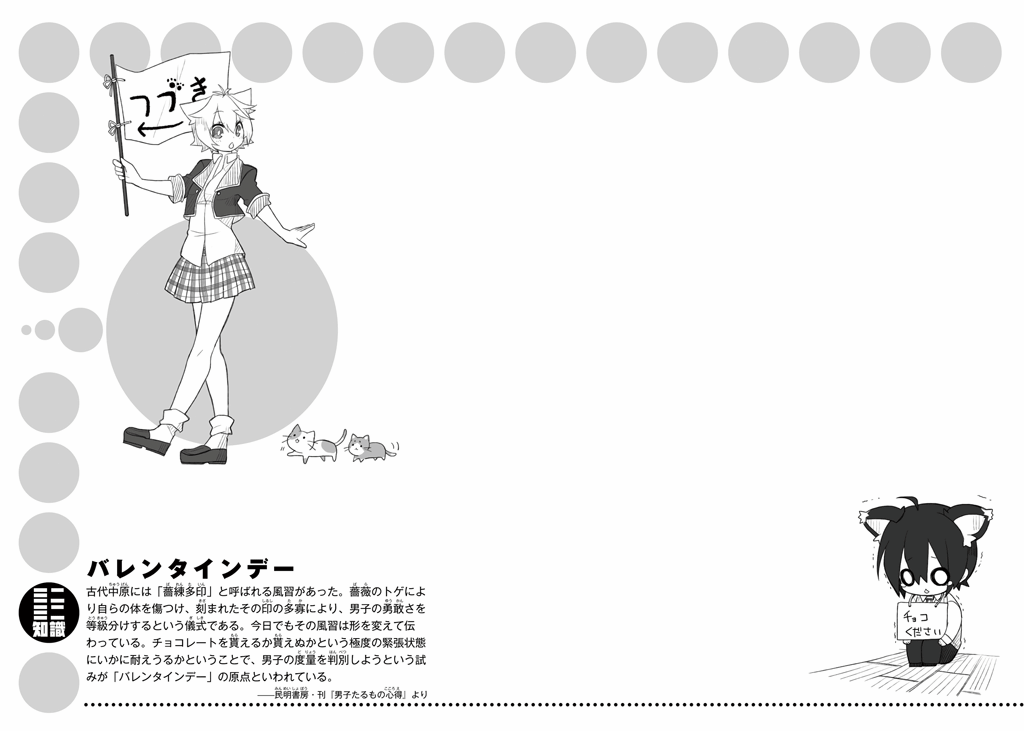 つづき
←
バレンタインデー
古代中原には「薔練多印」と呼ばれる風習があった。薔薇のトゲによ
り自らの体を傷つけ、刻まれたその印の多寡により、男子の勇敢さを
等級分けするという儀式である。今日でもその風習は形を変えて伝
わっている。チョコレートを貰えるか貰えぬかという極度の緊張状態
にいかに耐えうるかということで、男子の度量を判別しようという試
みが「バレンタインデー」の原点といわれている。
——民明書房・刊『男子たるもの心得』より
知識
チョコ
ください